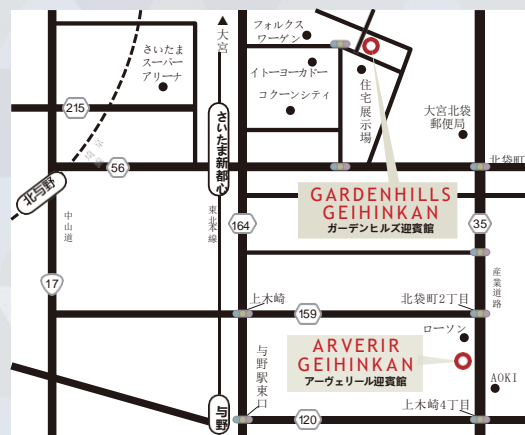 ▲大宮
フォルクス
ワーゲン
さいたま
スーパー
アリーナ
イトーヨーカドー
コクーンシティ
住宅展示場
大宮北袋
郵便局
215
さいたま新都心
56
北袋町
北与野
GARDENHILLS
GEIHINKAN
ガーデンヒルズ迎賓館
中山道
東北本線
164
35
産業道路
17
上木崎
159
北袋町2丁目
ローソン
ARVERIR
GEIHINKAN
アーヴェリール迎賓館
与野駅東口
AOKI
与野
120
上木崎4丁目